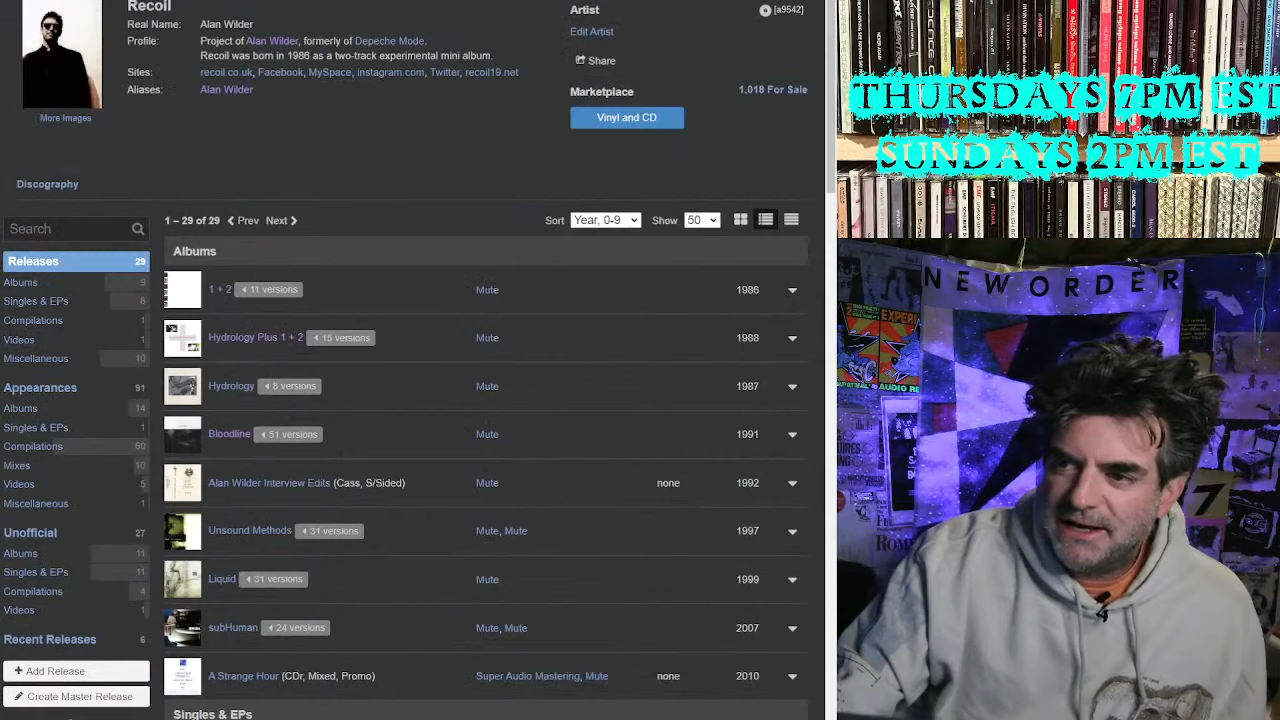 Recoil
Real Name: Alan Wilder
Profile: Project of Alan Wilder, formerly of Depeche Mode.
Recoil was born in 1986 as a two-track experimental mini album.
Sites: recoil.co.uk, Facebook, MySpace, instagram.com, Twitter, recoil19.net
Aliases: Alan Wilder
More Images
Artist [a9542]
Edit Artist
Share
Marketplace 1,018 For Sale
Vinyl and CD
Discography
Search
Releases 29
Albums 9
Singles & EPs 8
Compilations 1
Videos 1
Miscellaneous 10
Appearances 91
Albums 14
Singles & EPs 1
Compilations 60
Mixes 10
Videos 5
Miscellaneous 1
Unofficial 27
Albums 11
Singles & EPs 11
Compilations 4
Videos 1
Recent Releases 6
+ Add Release
Create Master Release
1 – 29 of 29 Prev Next Sort Year, 0-9 Show 50
Albums
1 + 2 11 versions Mute 1986
Hydrology Plus 1 + 2 15 versions Mute 1988
Hydrology 8 versions Mute 1987
Bloodline 51 versions Mute 1991
Alan Wilder Interview Edits (Cass, S/Sided) Mute none 1992
Unsound Methods 31 versions Mute, Mute 1997
Liquid 31 versions Mute 1999
subHuman 24 versions Mute, Mute 2007
A Strange Hour (CDr, Mixed, Promo) Super Audio Mastering, Mute none 2010
Singles & EPs
THURSDAYS 7PM EST
SUNDAYS 2PM EST
NEW ORDER